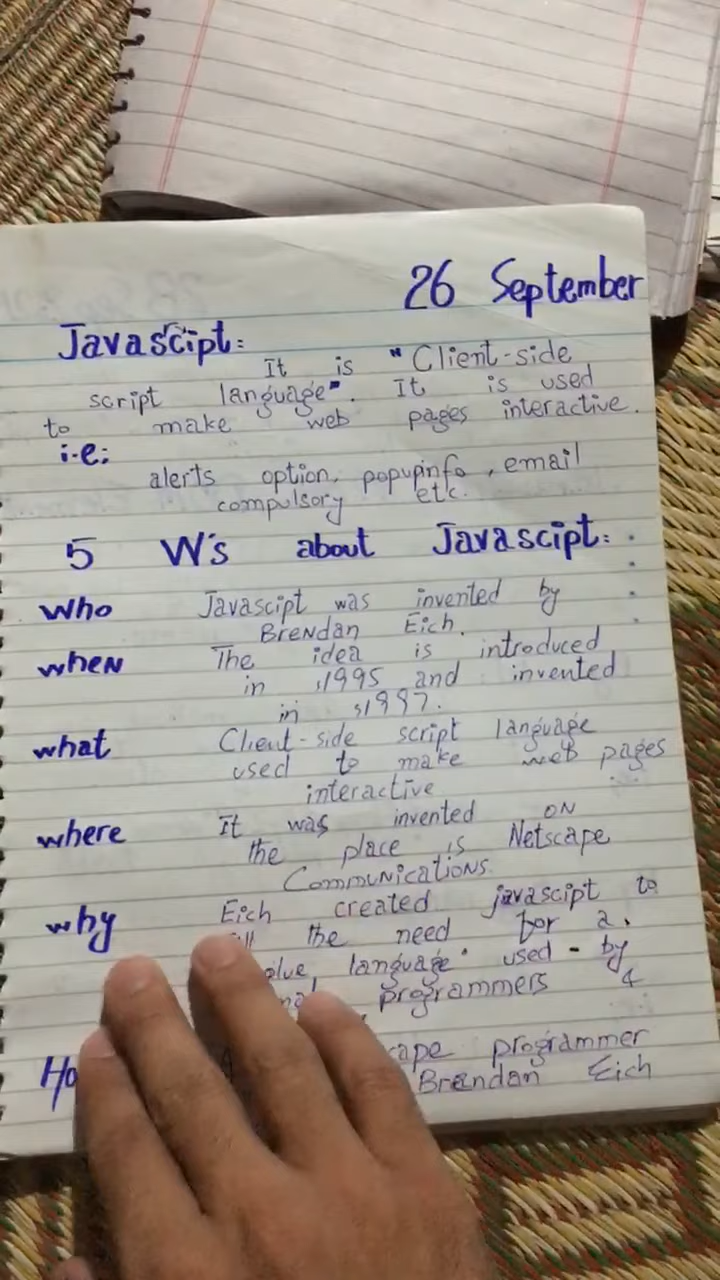 26 September
Javascipt:
It is "Client-side
script language". It is used
to make web pages interactive.
i.e:
alerts option, popupinfo, email
compulsory etc.
5 W's about Javascipt:
Who Javascipt was invented by
Brendan Eich.
when The idea is introduced
in 1995 and invented
in 1997.
what Client-side script language
used to make web pages
interactive
where It was invented on
the place is Netscape
Communications
why Eich created javascipt to
the need for a
language" used - by
programmers
programmer
Brendan Eich